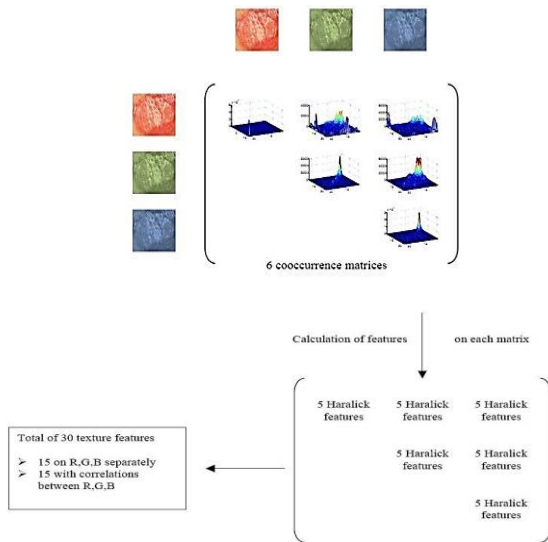 6 cooccurrence matrices
Calculation of features on each matrix
5 Haralick features 5 Haralick features 5 Haralick features
5 Haralick features 5 Haralick features
5 Haralick features
Total of 30 texture features
➢ 15 on R,G,B separately
➢ 15 with correlations
between R,G,B